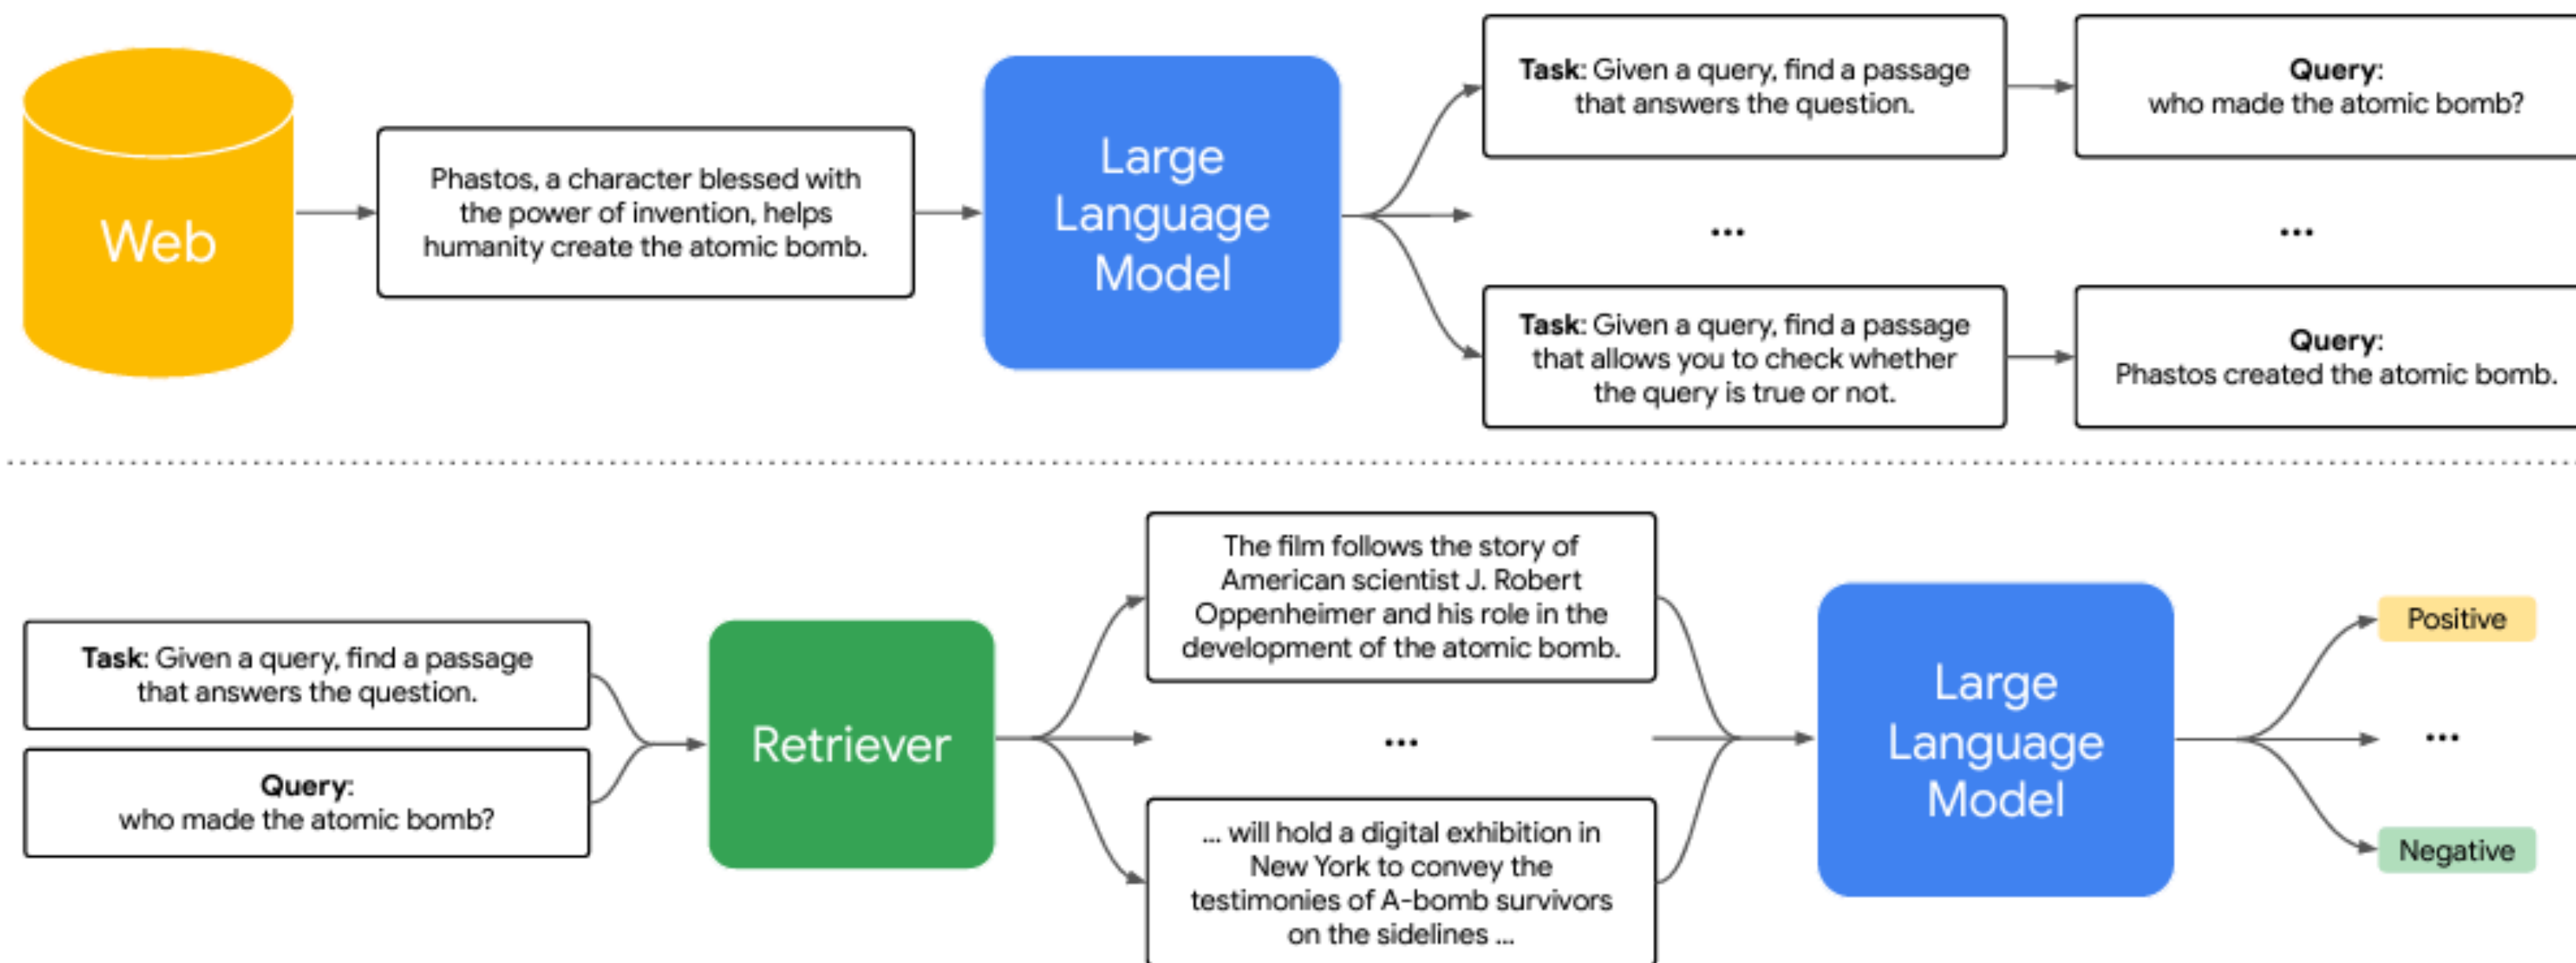 Web
Phastos, a character blessed with
the power of invention, helps
humanity create the atomic bomb.
Large
Language
Model
Task: Given a query, find a passage
that answers the question.
Query:
who made the atomic bomb?
...
...
Task: Given a query, find a passage
that allows you to check whether
the query is true or not.
Query:
Phastos created the atomic bomb.
Task: Given a query, find a passage
that answers the question.
Query:
who made the atomic bomb?
Retriever
The film follows the story of
American scientist J. Robert
Oppenheimer and his role in the
development of the atomic bomb.
...
... will hold a digital exhibition in
New York to convey the
testimonies of A-bomb survivors
on the sidelines ...
Large
Language
Model
Positive
...
Negative